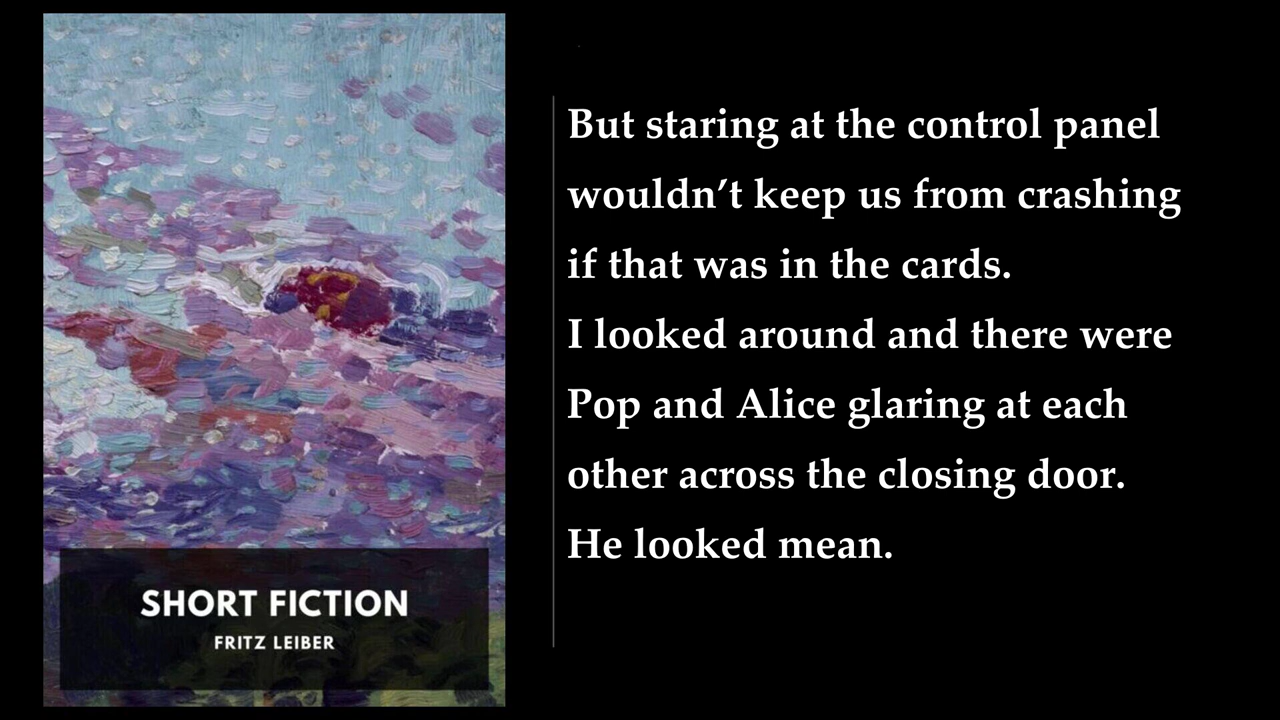 SHORT FICTION
FRITZ LEIBER
But staring at the control panel
wouldn’t keep us from crashing
if that was in the cards.
I looked around and there were
Pop and Alice glaring at each
other across the closing door.
He looked mean.